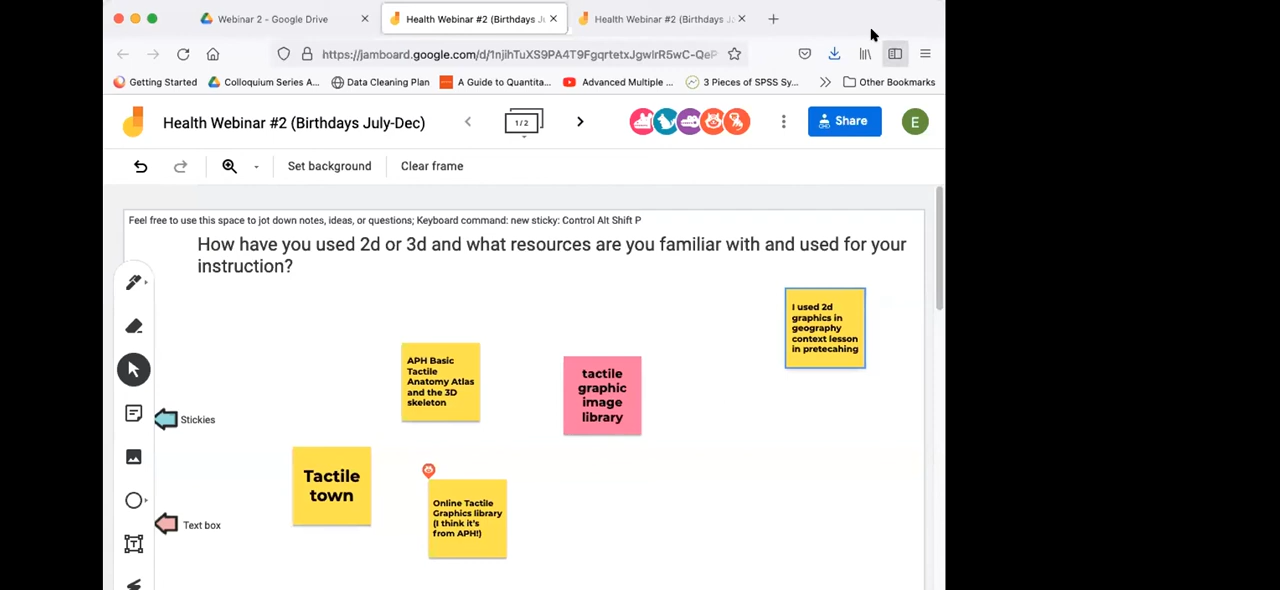 Webinar 2 - Google Drive
Health Webinar #2 (Birthdays Ju
Health Webinar #2 (Birthdays J
https://jamboard.google.com/d/1njihTuXS9PA4T9FgqrtetxJgwIrR5wC-QeP
Getting Started
Colloquium Series A...
Data Cleaning Plan
A Guide to Quantita...
Advanced Multiple ...
3 Pieces of SPSS Sy...
Other Bookmarks
Health Webinar #2 (Birthdays July-Dec)
1/2
Share
E
Set background
Clear frame
Feel free to use this space to jot down notes, ideas, or questions; Keyboard command: new sticky: Control Alt Shift P
How have you used 2d or 3d and what resources are you familiar with and used for your
instruction?
I used 2d
graphics in
geography
context lesson
in pretecahing
APH Basic
Tactile
Anatomy Atlas
and the 3D
skeleton
tactile
graphic
image
library
Stickies
Tactile
town
Online Tactile
Graphics library
(I think it's
from APH!)
Text box